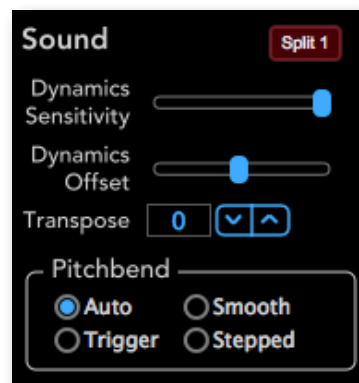 Sound
Split 1
Dynamics
Sensitivity
Dynamics
Offset
Transpose 0
Pitchbend
Auto Smooth
Trigger Stepped